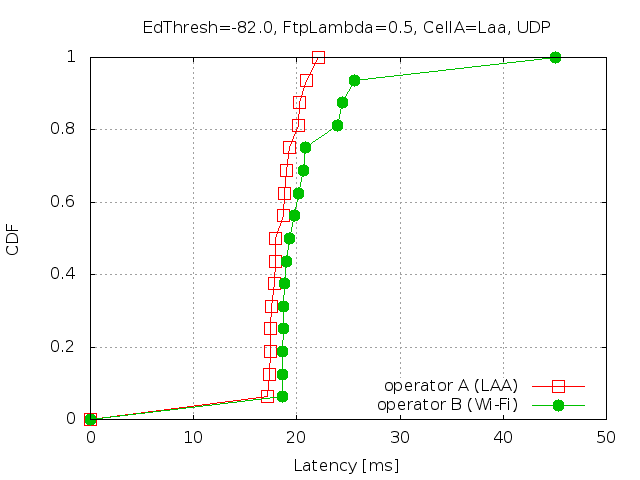 EdThresh=-82.0, FtpLambda=0.5, CellA=Laa, UDP
1
0.8
0.6
0.4
0.2
0
CDF
operator A (LAA)
operator B (Wi-Fi)
0 10 20 30 40 50
Latency [ms]